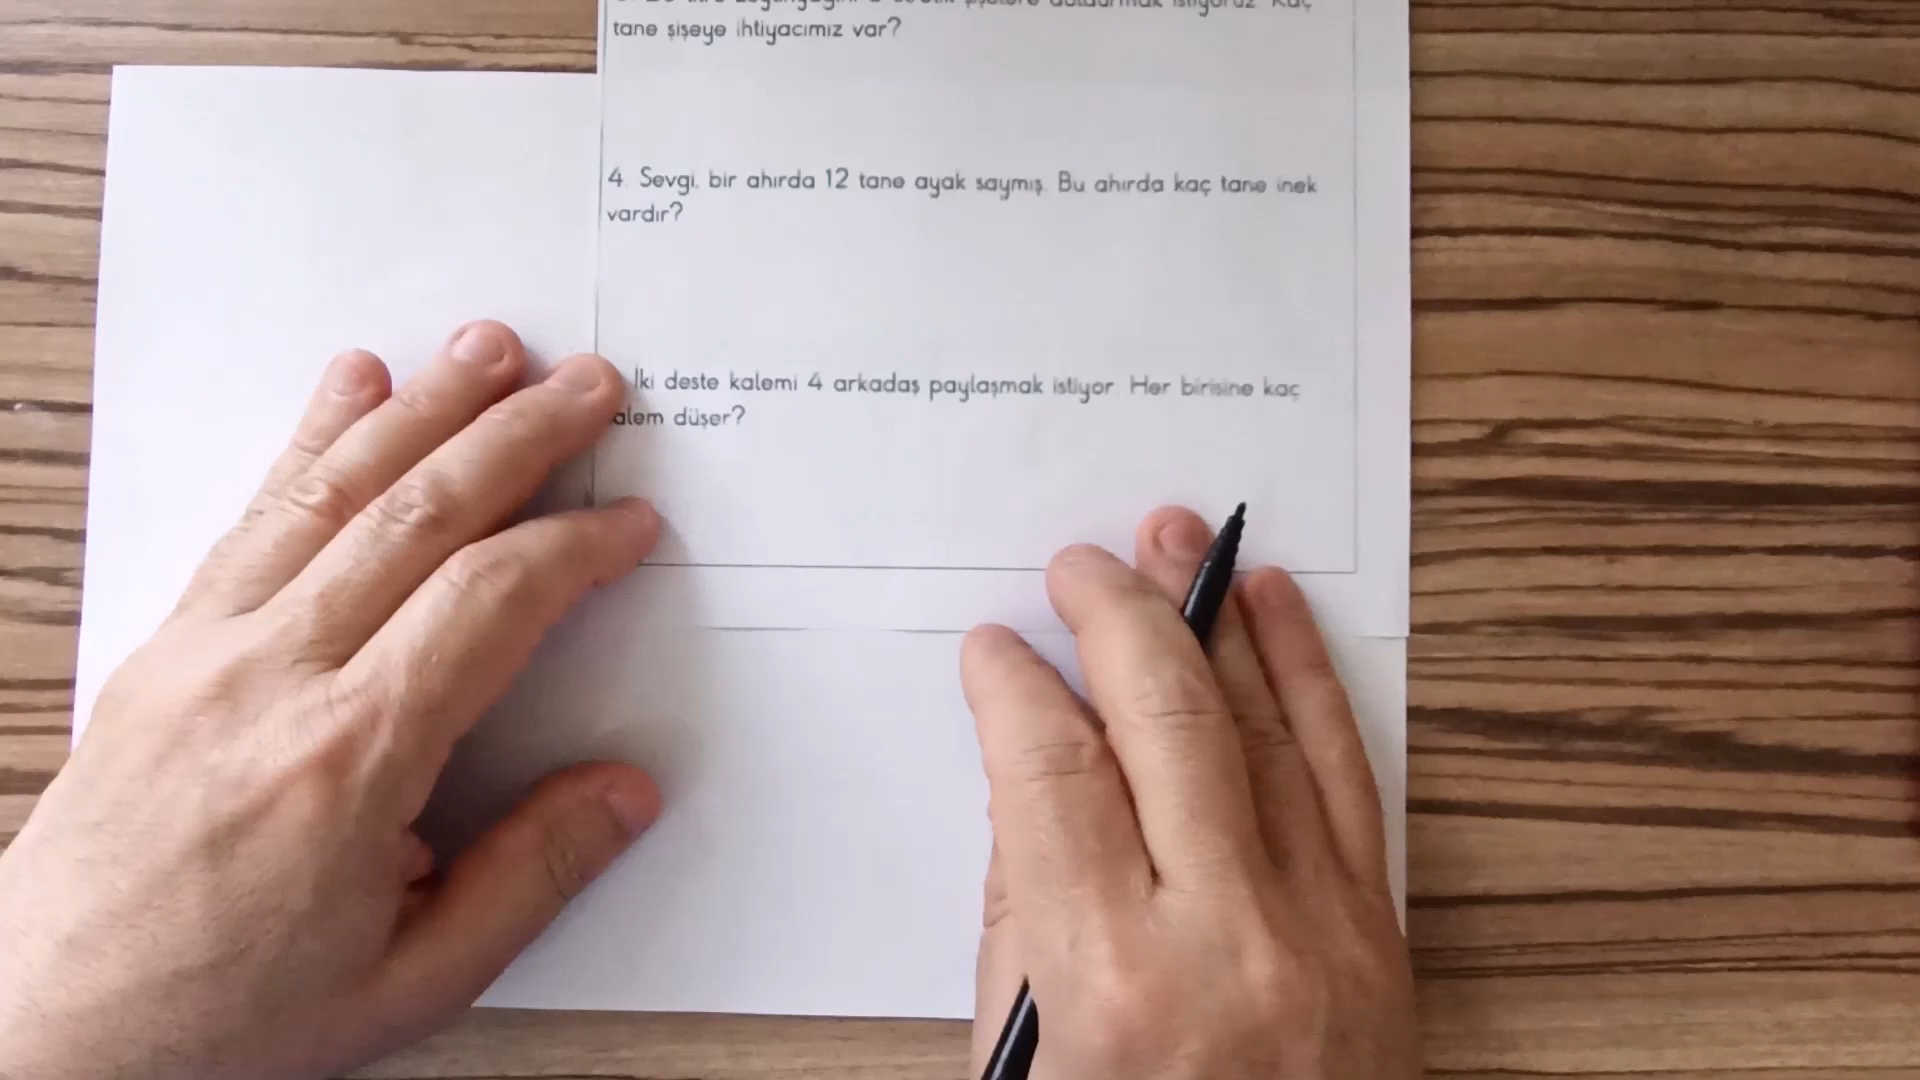 tane şişeye ihtiyacımız var?
4. Sevgi, bir ahırda 12 tane ayak saymış. Bu ahırda kaç tane inek
vardır?
İki deste kalemi 4 arkadaş paylaşmak istiyor. Her birisine kaç
alem düşer?